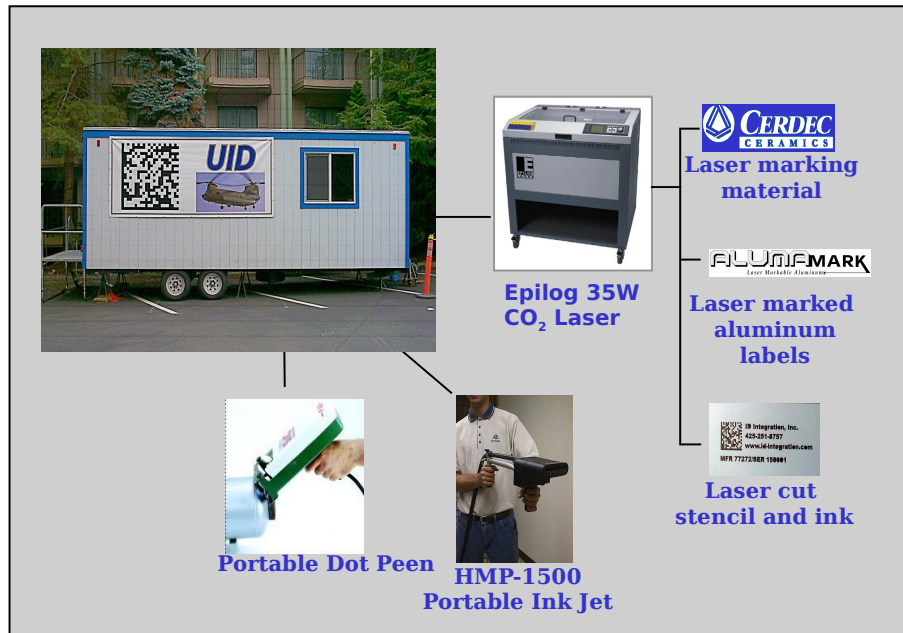 UID
CERDEC
CERAMICS
Laser marking
material
ALUMAMARK
Laser Markable Aluminum
Epilog 35W
CO₂ Laser
Laser marked
aluminum
labels
ID Integration, Inc.
425-251-8757
www.id-integration.com
MFR 77272/SER 150001
Laser cut
stencil and ink
Portable Dot Peen
HMP-1500
Portable Ink Jet